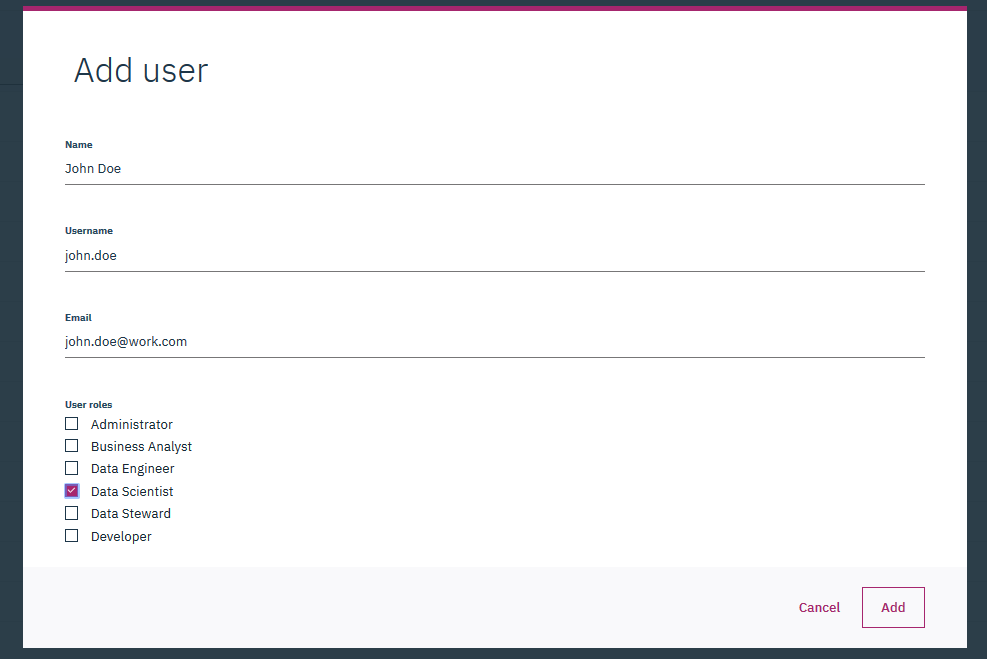 Add user
Name
John Doe
Username
john.doe
Email
john.doe@work.com
User roles
Administrator
Business Analyst
Data Engineer
Data Scientist
Data Steward
Developer
Cancel Add